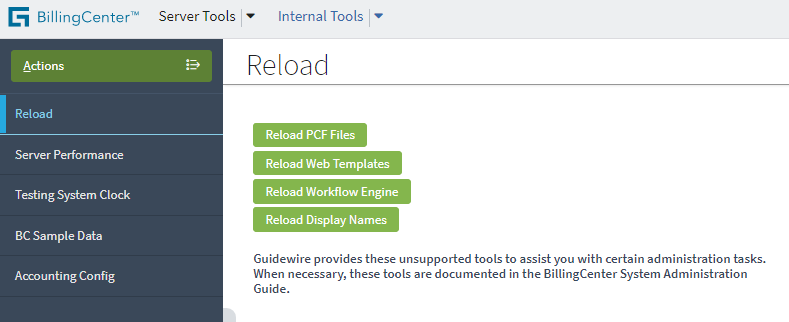 BillingCenter™ Server Tools Internal Tools
Actions
Reload
Reload
Server Performance
Testing System Clock
BC Sample Data
Accounting Config
Reload PCF Files
Reload Web Templates
Reload Workflow Engine
Reload Display Names
Guidewire provides these unsupported tools to assist you with certain administration tasks.
When necessary, these tools are documented in the BillingCenter System Administration
Guide.